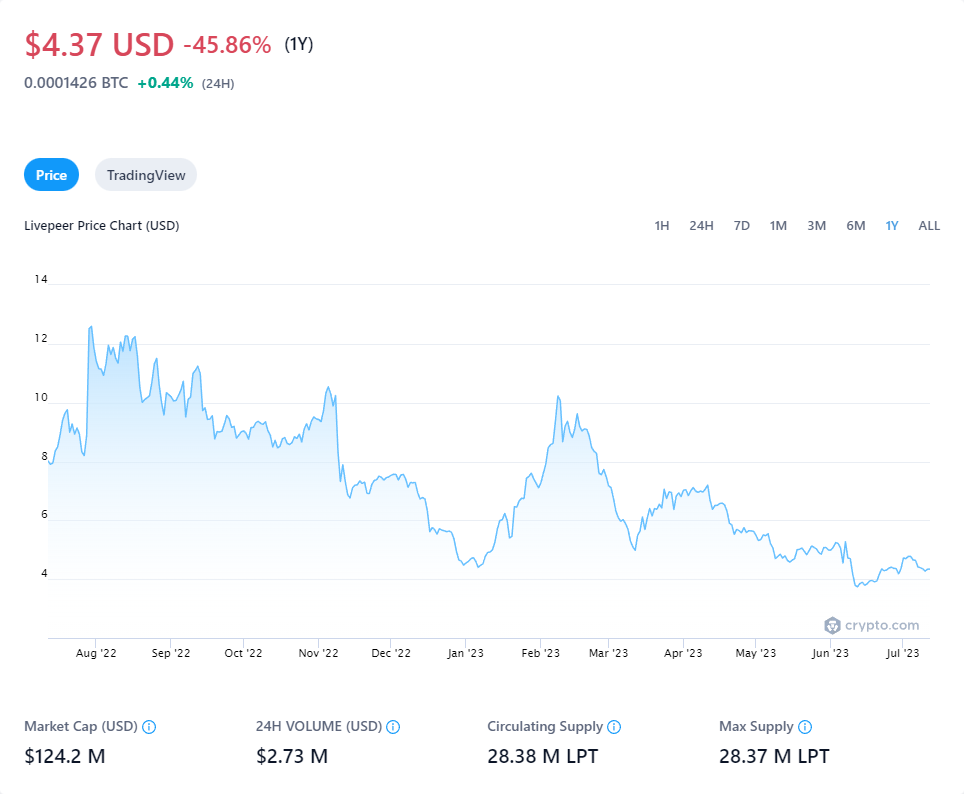 $4.37 USD -45.86% (1Y)
0.0001426 BTC +0.44% (24H)
Price TradingView
Livepeer Price Chart (USD) 1H 24H 7D 1M 3M 6M 1Y ALL
14
12
10
8
6
4
crypto.com
Aug '22 Sep '22 Oct '22 Nov '22 Dec '22 Jan '23 Feb '23 Mar '23 Apr '23 May '23 Jun '23 Jul '23
Market Cap (USD) 24H VOLUME (USD) Circulating Supply Max Supply
$124.2 M $2.73 M 28.38 M LPT 28.37 M LPT